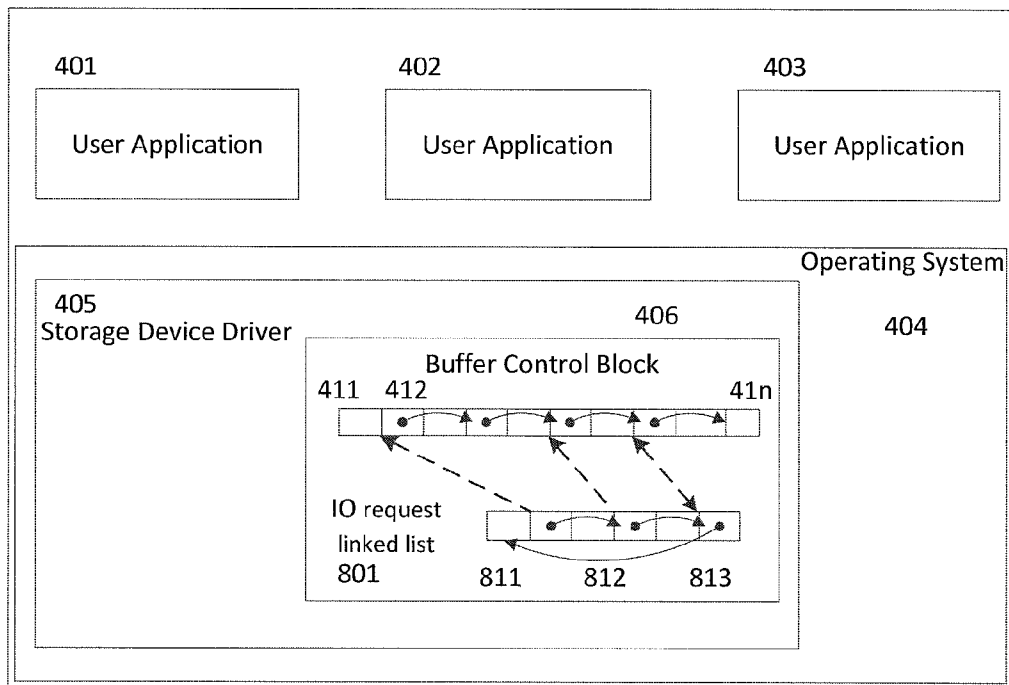 401 402 403
User Application User Application User Application
Operating System
405 406 404
Storage Device Driver
Buffer Control Block
411 412 41n
IO request
linked list
801 811 812 813